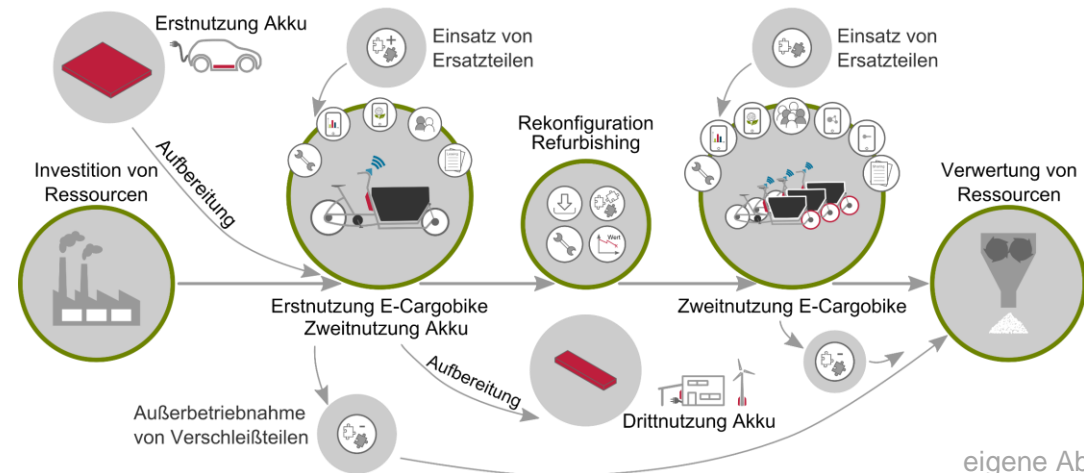 Erstnutzung Akku
Einsatz von
Ersatzteilen
Einsatz von
Ersatzteilen
Aufbereitung
Investition von
Ressourcen
Rekonfiguration
Refurbishing
Wert
Verwertung von
Ressourcen
Erstnutzung E-Cargobike
Zweitnutzung Akku
Zweitnutzung E-Cargobike
Aufbereitung
Drittnutzung Akku
Außerbetriebnahme
von Verschleißteilen
eigene Ab